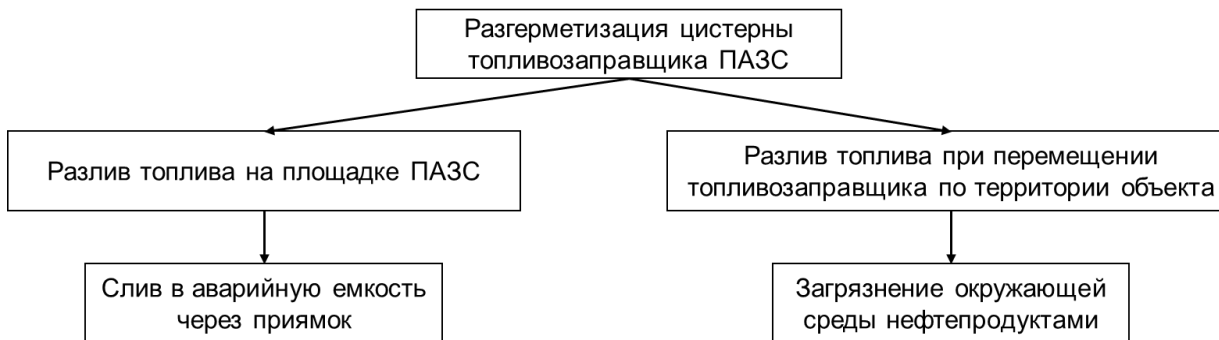 Разгерметизация цистерны
топливозаправщика ПАЗС
Разлив топлива на площадке ПАЗС
Разлив топлива при перемещении
топливозаправщика по территории объекта
Слив в аварийную емкость
через приямок
Загрязнение окружающей
среды нефтепродуктами